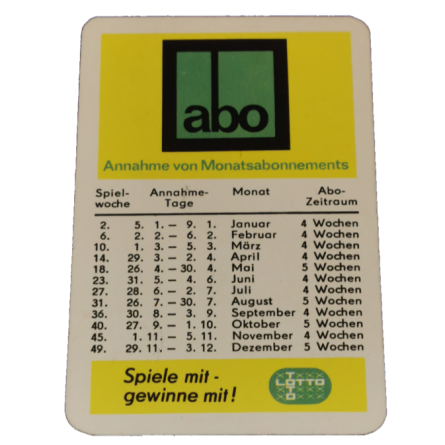 abo
Annahme von Monatsabonnements
Spiel- Annahme- Monat Abo-
woche Tage Zeitraum
2. 5. 1. – 9. 1. Januar 4 Wochen
6. 2. 2. – 6. 2. Februar 4 Wochen
10. 1. 3. – 5. 3. März 4 Wochen
14. 29. 3. – 2. 4. April 4 Wochen
18. 26. 4. – 30. 4. Mai 5 Wochen
23. 31. 5. – 4. 6. Juni 4 Wochen
27. 28. 6. – 2. 7. Juli 4 Wochen
31. 26. 7. – 30. 7. August 5 Wochen
36. 30. 8. – 3. 9. September 4 Wochen
40. 27. 9. – 1. 10. Oktober 5 Wochen
45. 1. 11. – 5. 11. November 4 Wochen
49. 29. 11. – 3. 12. Dezember 5 Wochen
Spiele mit -
gewinne mit!
TOTO
LOTTO